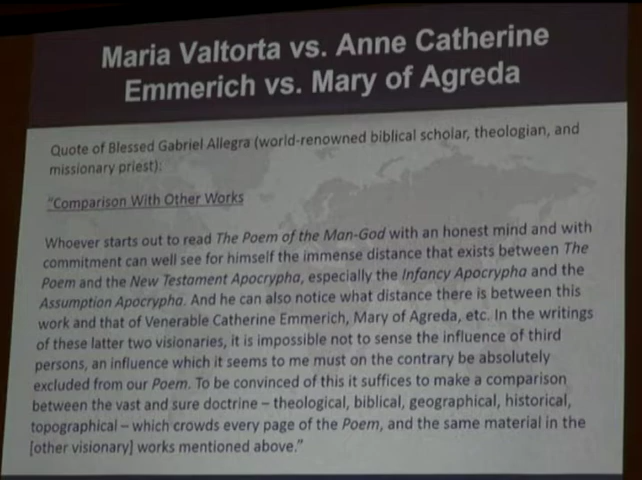 Maria Valtorta vs. Anne Catherine
Emmerich vs. Mary of Agreda
Quote of Blessed Gabriel Allegra (world-renowned biblical scholar, theologian, and
missionary priest):
"Comparison With Other Works
Whoever starts out to read The Poem of the Man-God with an honest mind and with
commitment can well see for himself the immense distance that exists between The
Poem and the New Testament Apocrypha, especially the Infancy Apocrypha and the
Assumption Apocrypha. And he can also notice what distance there is between this
work and that of Venerable Catherine Emmerich, Mary of Agreda, etc. In the writings
of these latter two visionaries, it is impossible not to sense the influence of third
persons, an influence which it seems to me must on the contrary be absolutely
excluded from our Poem. To be convinced of this it suffices to make a comparison
between the vast and sure doctrine – theological, biblical, geographical, historical,
topographical – which crowds every page of the Poem, and the same material in the
[other visionary] works mentioned above."